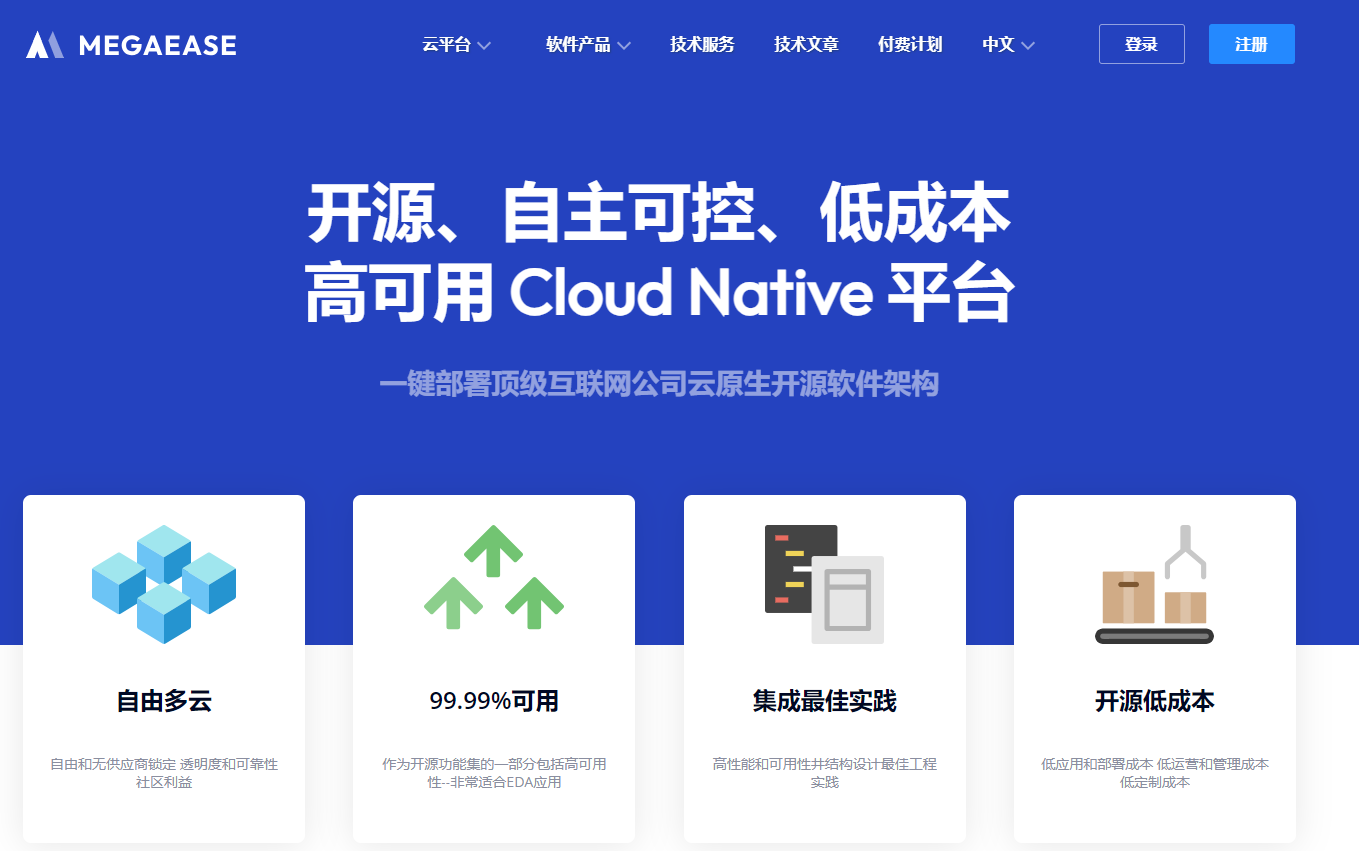 MEGAEASE
云平台
软件产品
技术服务
技术文章
付费计划
中文
登录
注册
开源、自主可控、低成本
高可用 Cloud Native 平台
一键部署顶级互联网公司云原生开源软件架构
自由多云
自由和无供应商锁定 透明度和可靠性
社区利益
99.99%可用
作为开源功能集的一部分包括高可用
性--非常适合EDA应用
集成最佳实践
高性能和可用性井结构设计最佳工程
实践
开源低成本
低应用和部署成本 低运营和管理成本
低定制成本